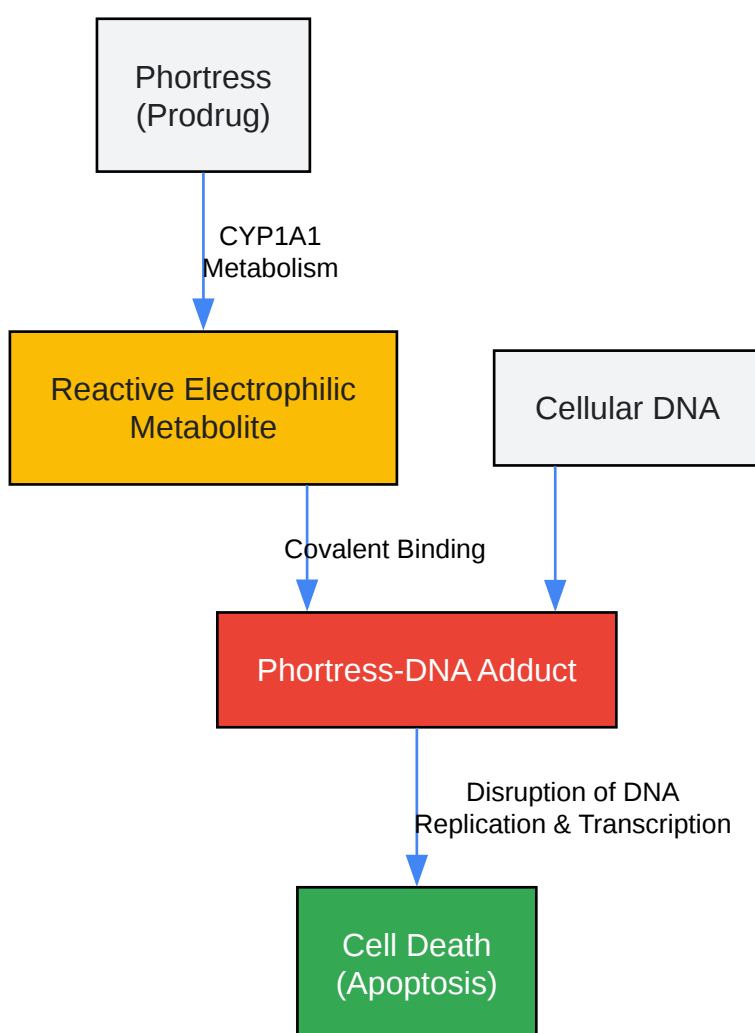 Phortress
(Prodrug)
CYP1A1
Metabolism
Reactive Electrophilic
Metabolite
Cellular DNA
Covalent Binding
Phortress-DNA Adduct
Disruption of DNA
Replication & Transcription
Cell Death
(Apoptosis)